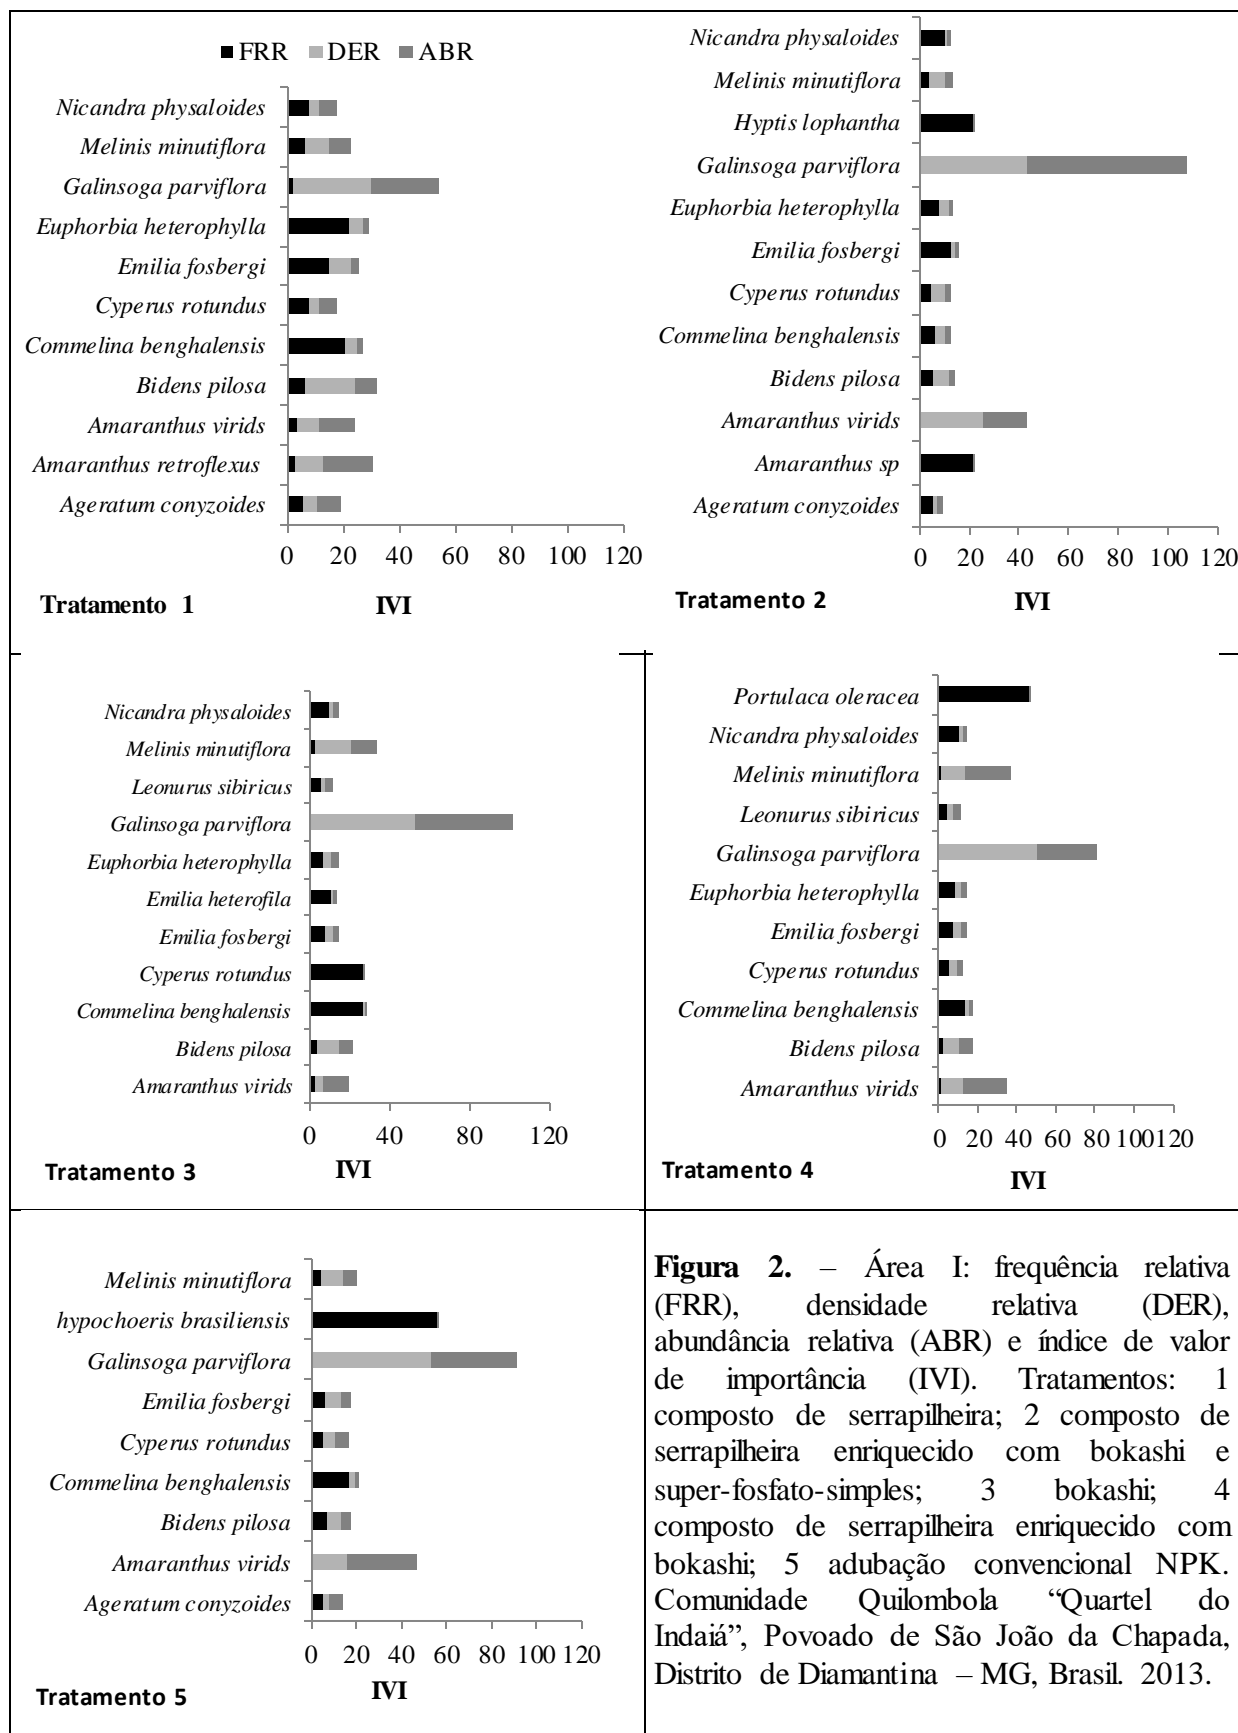 FRR DER ABR
Nicandra physaloides
Melinis minutiflora
Galinsoga parviflora
Euphorbia heterophylla
Emilia fosbergi
Cyperus rotundus
Commelina benghalensis
Bidens pilosa
Amaranthus virids
Amaranthus retroflexus
Ageratum conyzoides
0 20 40 60 80 100 120
Tratamento 1 IVI
Nicandra physaloides
Melinis minutiflora
Hyptis lophantha
Galinsoga parviflora
Euphorbia heterophylla
Emilia fosbergi
Cyperus rotundus
Commelina benghalensis
Bidens pilosa
Amaranthus virids
Amaranthus sp
Ageratum conyzoides
0 20 40 60 80 100 120
Tratamento 2 IVI
Nicandra physaloides
Melinis minutiflora
Leonurus sibiricus
Galinsoga parviflora
Euphorbia heterophylla
Emilia heterofila
Emilia fosbergi
Cyperus rotundus
Commelina benghalensis
Bidens pilosa
Amaranthus virids
0 40 80 120
Tratamento 3 IVI
Portulaca oleracea
Nicandra physaloides
Melinis minutiflora
Leonurus sibiricus
Galinsoga parviflora
Euphorbia heterophylla
Emilia fosbergi
Cyperus rotundus
Commelina benghalensis
Bidens pilosa
Amaranthus virids
0 20 40 60 80 100120
Tratamento 4 IVI
Melinis minutiflora
hypochoeris brasiliensis
Galinsoga parviflora
Emilia fosbergi
Cyperus rotundus
Commelina benghalensis
Bidens pilosa
Amaranthus virids
Ageratum conyzoides
0 20 40 60 80 100 120
Tratamento 5 IVI
Figura 2. – Área I: frequência relativa
(FRR), densidade relativa (DER),
abundância relativa (ABR) e índice de valor
de importância (IVI). Tratamentos: 1
composto de serrapilheira; 2 composto de
serrapilheira enriquecido com bokashi e
super-fosfato-simples; 3 bokashi; 4
composto de serrapilheira enriquecido com
bokashi; 5 adubação convencional NPK.
Comunidade Quilombola “Quartel do
Indaiá”, Povoado de São João da Chapada,
Distrito de Diamantina – MG, Brasil. 2013.